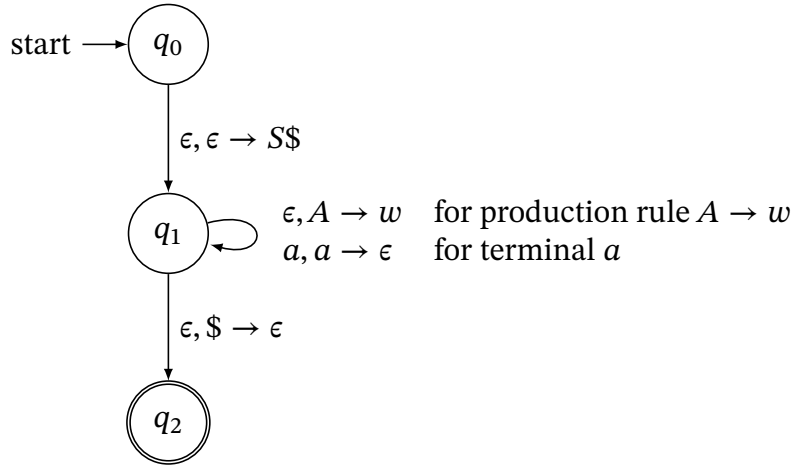 start
q₀
ϵ, ϵ → S$
q₁
ϵ, A → w for production rule A → w
a, a → ϵ for terminal a
ϵ, $ → ϵ
q₂